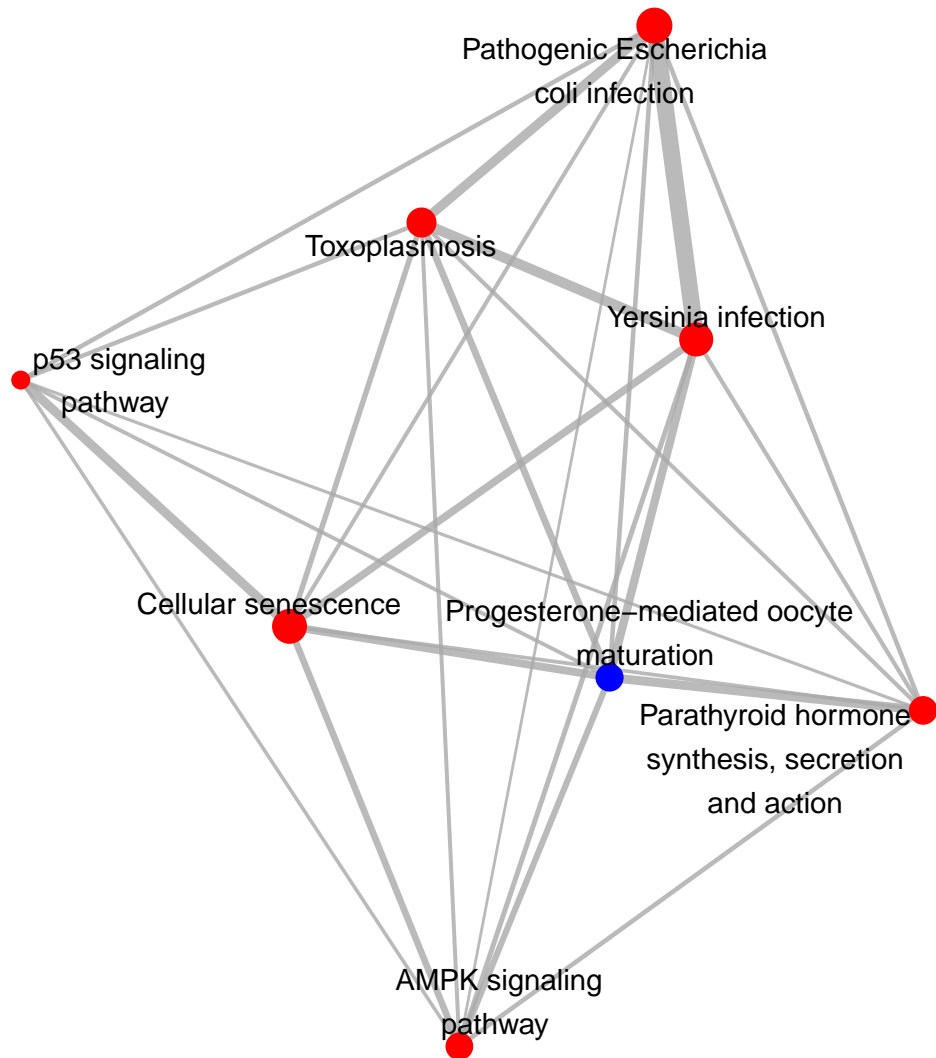 Pathogenic Escherichia
coli infection
Toxoplasmosis
Yersinia infection
p53 signaling
pathway
Cellular senescence
Progesterone−mediated oocyte
maturation
Parathyroid hormone
synthesis, secretion
and action
AMPK signaling
pathway